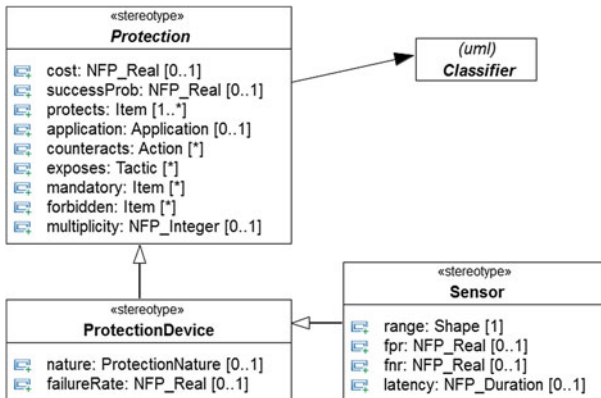 «stereotype»
Protection
cost: NFP_Real [0..1]
successProb: NFP_Real [0..1]
protects: Item [1..*]
application: Application [0..1]
counteracts: Action [*]
exposes: Tactic [*]
mandatory: Item [*]
forbidden: Item [*]
multiplicity: NFP_Integer [0..1]
(uml)
Classifier
«stereotype»
ProtectionDevice
nature: ProtectionNature [0..1]
failureRate: NFP_Real [0..1]
«stereotype»
Sensor
range: Shape [1]
fpr: NFP_Real [0..1]
fnr: NFP_Real [0..1]
latency: NFP_Duration [0..1]